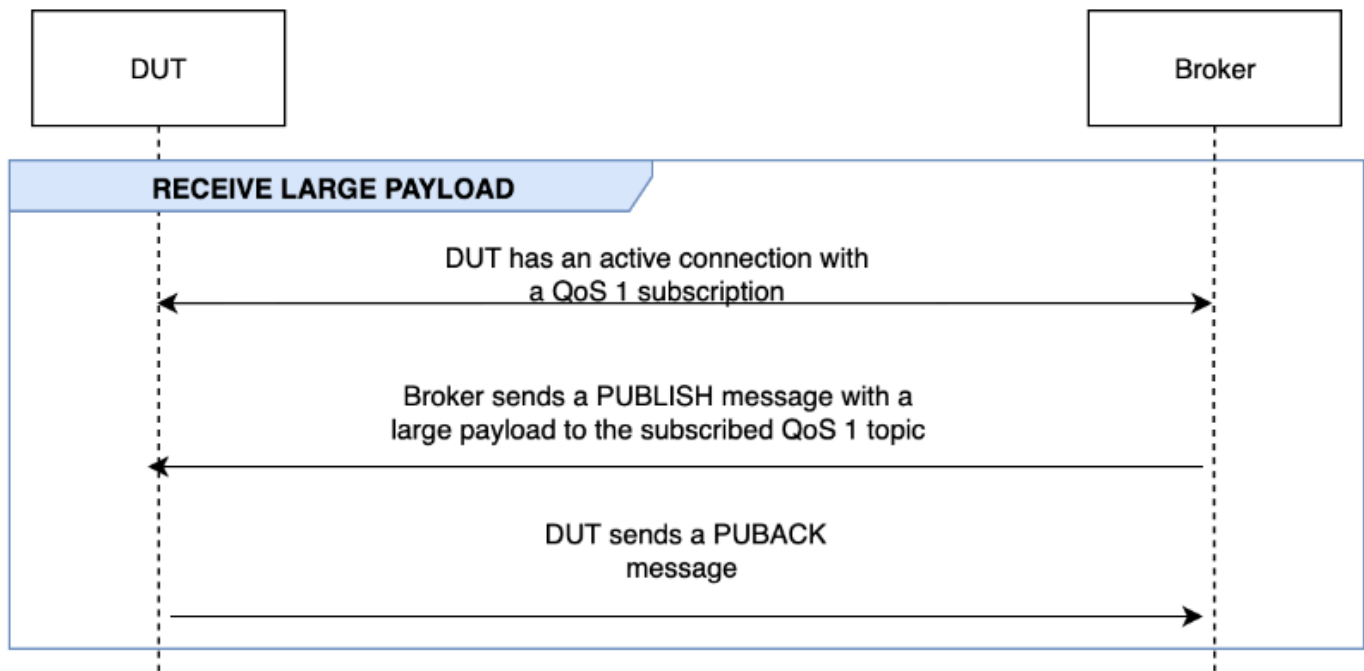 DUT
Broker
RECEIVE LARGE PAYLOAD
DUT has an active connection with
a QoS 1 subscription
Broker sends a PUBLISH message with a
large payload to the subscribed QoS 1 topic
DUT sends a PUBACK
message